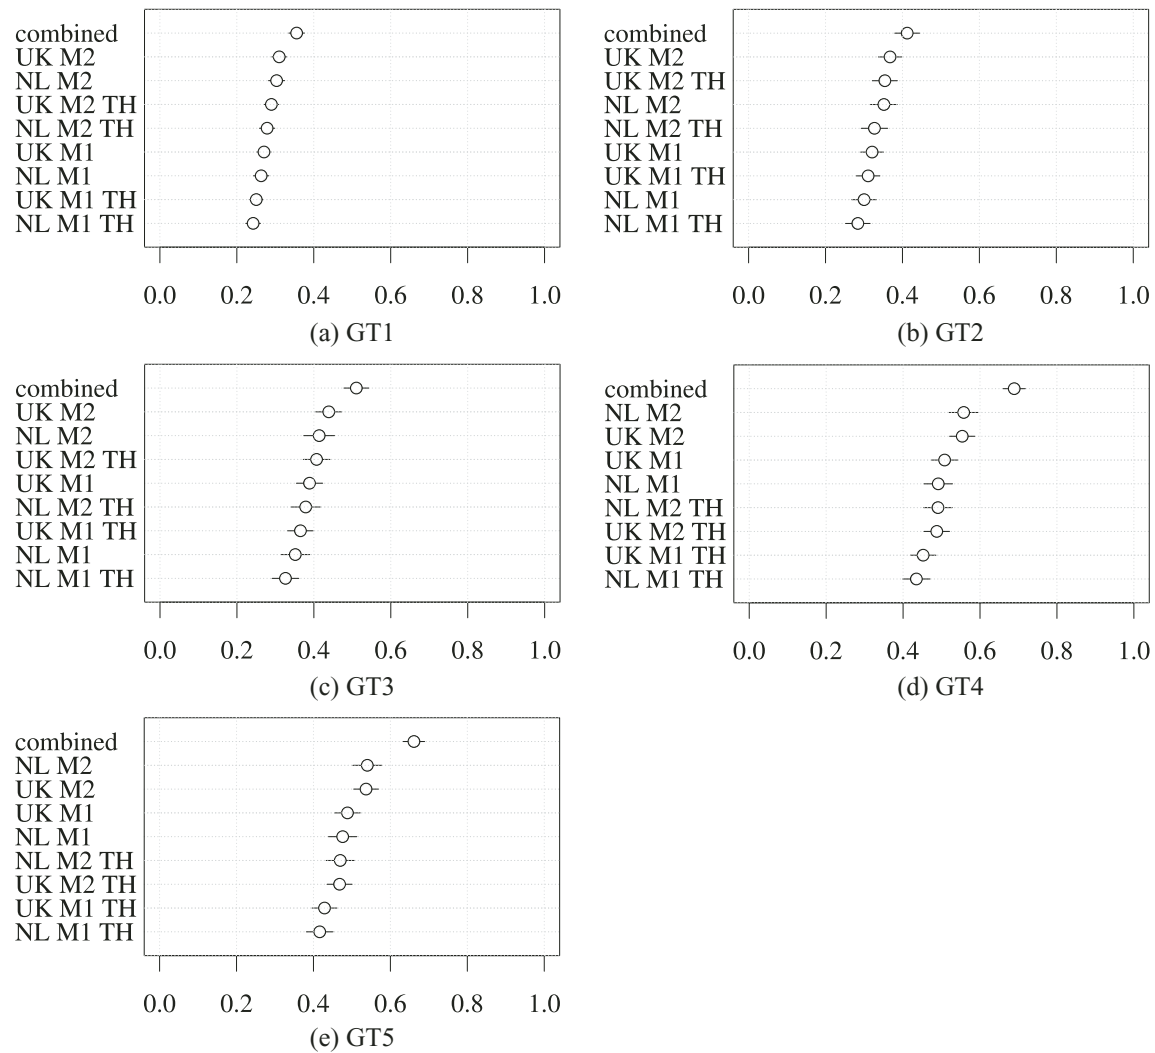 combined
UK M2
NL M2
UK M2 TH
NL M2 TH
UK M1
NL M1
UK M1 TH
NL M1 TH
0.0 0.2 0.4 0.6 0.8 1.0
(a) GT1
combined
UK M2
UK M2 TH
NL M2
NL M2 TH
UK M1
UK M1 TH
NL M1
NL M1 TH
0.0 0.2 0.4 0.6 0.8 1.0
(b) GT2
combined
UK M2
NL M2
UK M2 TH
UK M1
NL M2 TH
UK M1 TH
NL M1
NL M1 TH
0.0 0.2 0.4 0.6 0.8 1.0
(c) GT3
combined
NL M2
UK M2
UK M1
NL M1
NL M2 TH
UK M2 TH
UK M1 TH
NL M1 TH
0.0 0.2 0.4 0.6 0.8 1.0
(d) GT4
combined
NL M2
UK M2
UK M1
NL M1
NL M2 TH
UK M2 TH
UK M1 TH
NL M1 TH
0.0 0.2 0.4 0.6 0.8 1.0
(e) GT5